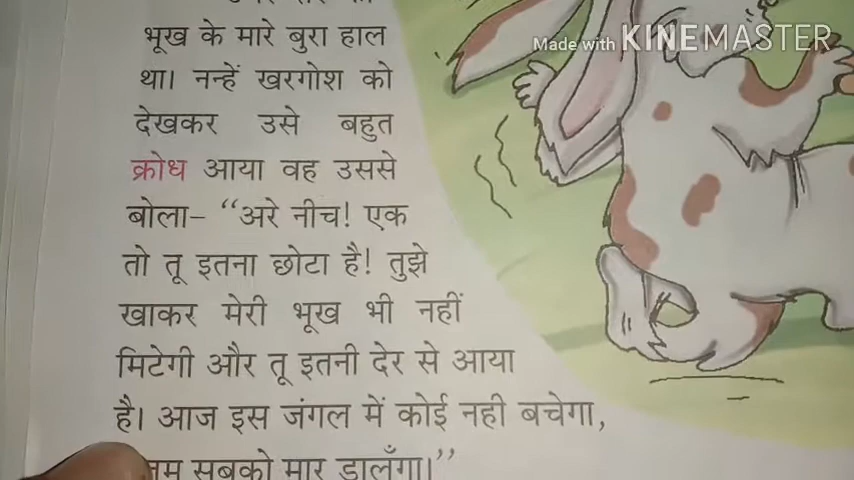 भूख के मारे बुरा हाल
था। नन्हें खरगोश को
देखकर उसे बहुत
क्रोध आया वह उससे
बोला– “अरे नीच! एक
तो तू इतना छोटा है! तुझे
खाकर मेरी भूख भी नहीं
मिटेगी और तू इतनी देर से आया
है। आज इस जंगल में कोई नही बचेगा,
सबको मार डालूँगा।”
Made with KINEMASTER